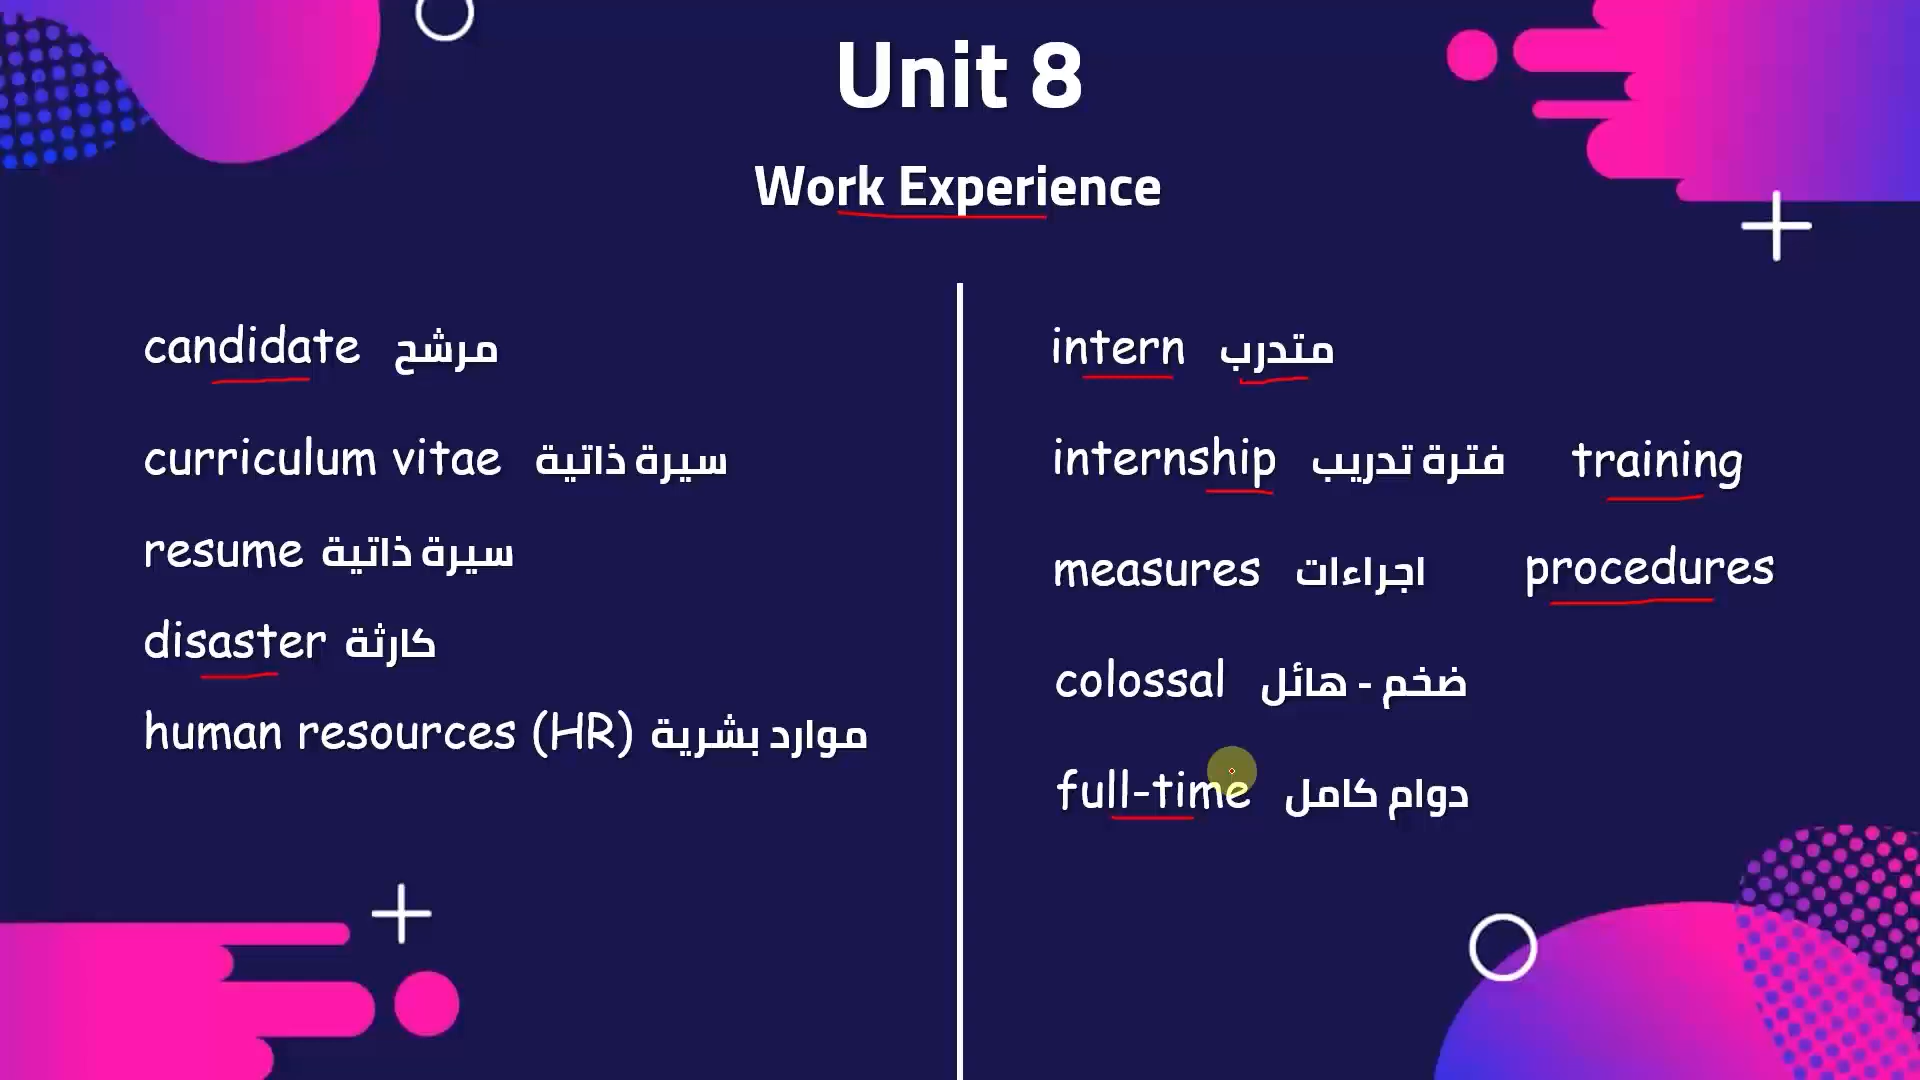 Unit 8
Work Experience
candidate مرشح
curriculum vitae سيرة ذاتية
resume سيرة ذاتية
disaster كارثة
human resources (HR) موارد بشرية
intern متدرب
internship فترة تدريب training
measures اجراءات procedures
colossal ضخم - هائل
full-time دوام كامل